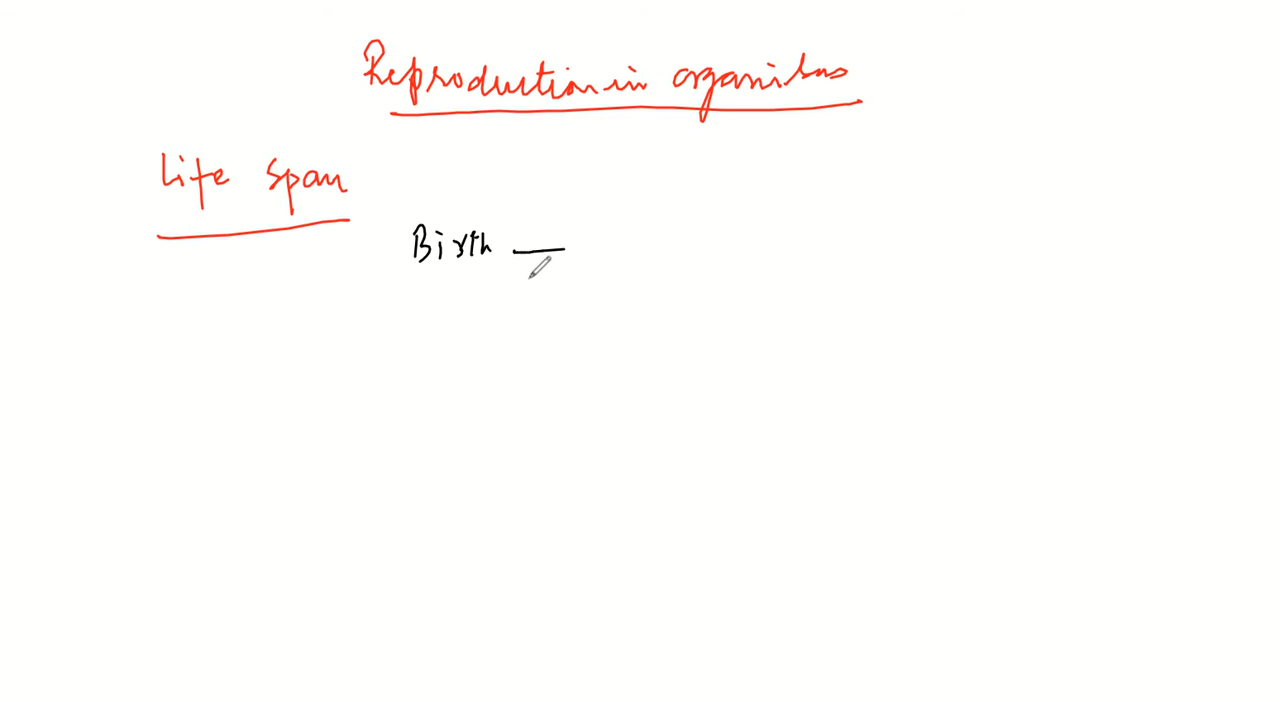 Reproduction in organisms
Life Span
Birth —